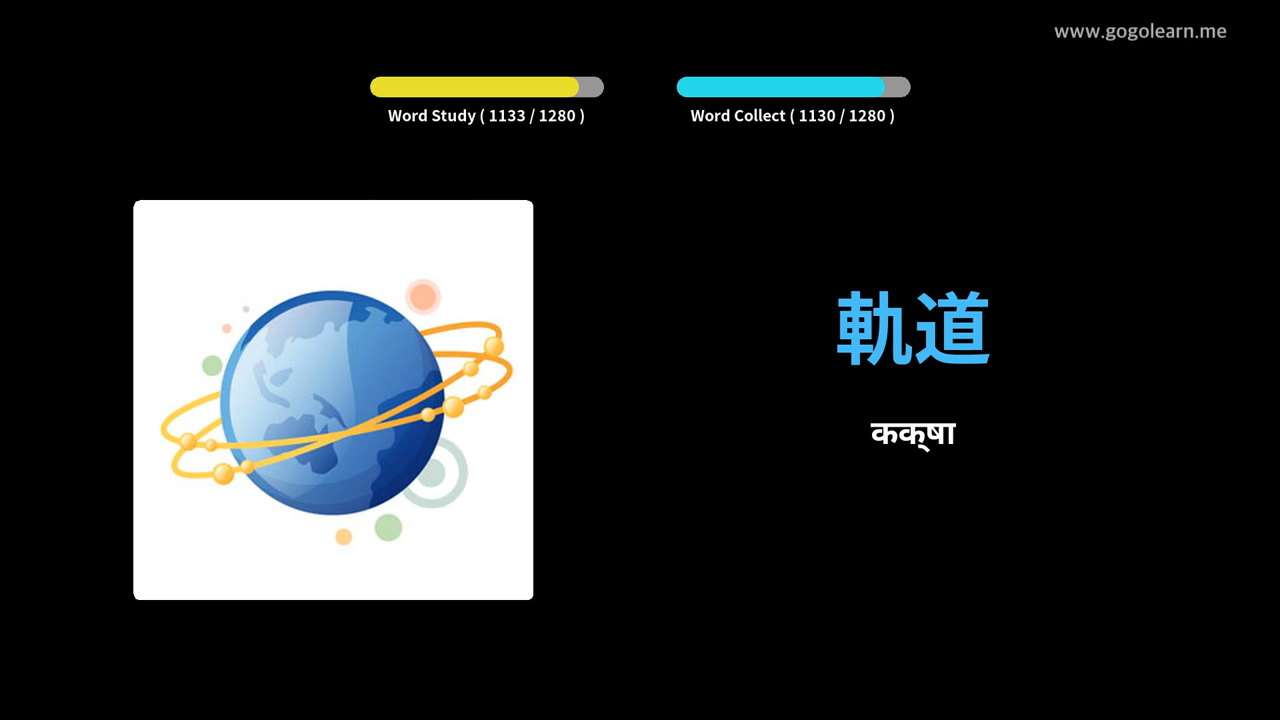 www.gogolearn.me
Word Study ( 1133 / 1280 )
Word Collect ( 1130 / 1280 )
軌道
कक्‌षा